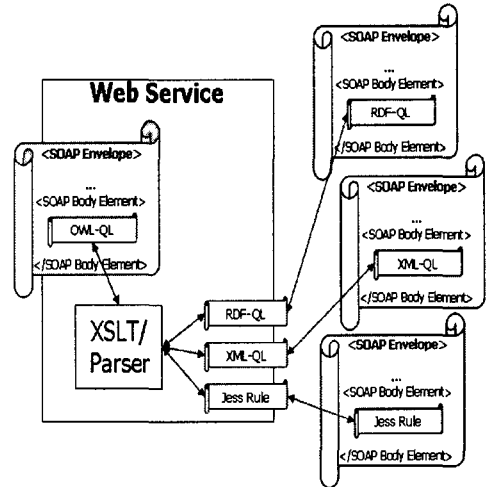 <SOAP Envelope>
...
<SOAP Body Element>
RDF-QL
</SOAP Body Element>
Web Service
<SOAP Envelope>
...
<SOAP Body Element>
OWL-QL
</SOAP Body Element>
<SOAP Envelope>
...
<SOAP Body Element>
XML-QL
</SOAP Body Element>
XSLT/
Parser
RDF-QL
XML-QL
Jess Rule
<SOAP Envelope>
...
<SOAP Body Element>
Jess Rule
</SOAP Body Element>